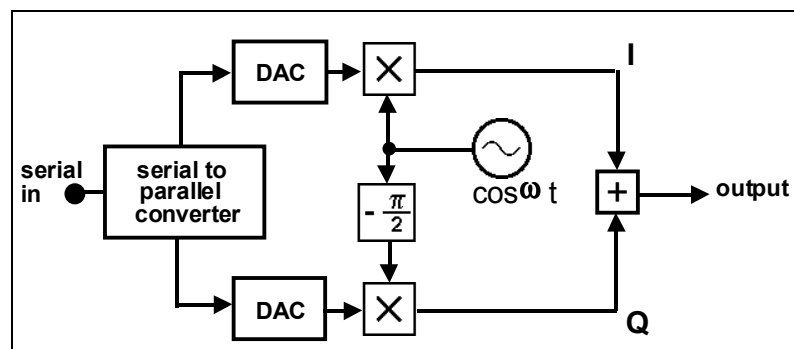 I
DAC
×
serial
in
serial to
parallel
converter
cos ω t
- π/2
+
output
DAC
×
Q